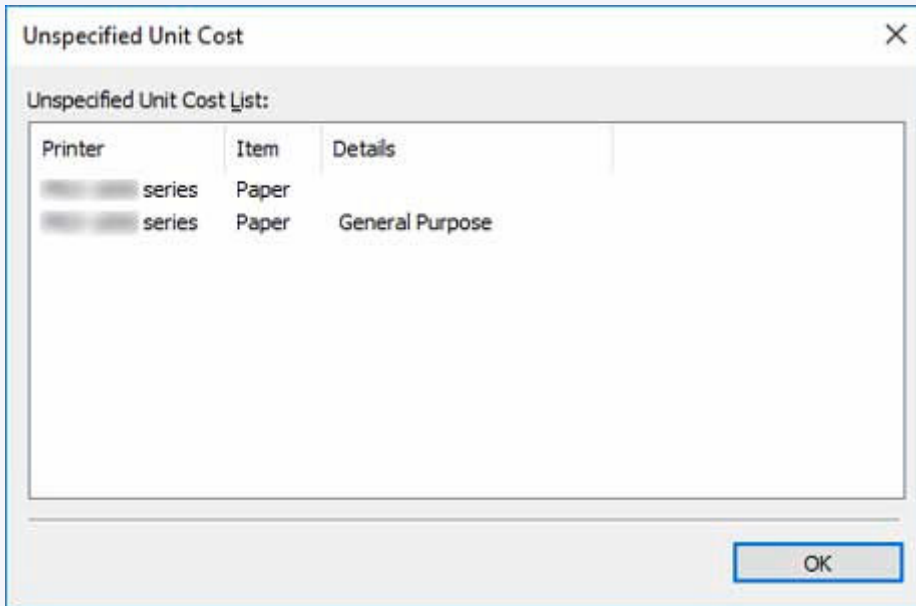 Unspecified Unit Cost
Unspecified Unit Cost List:
Printer Item Details
series Paper
series Paper General Purpose
OK